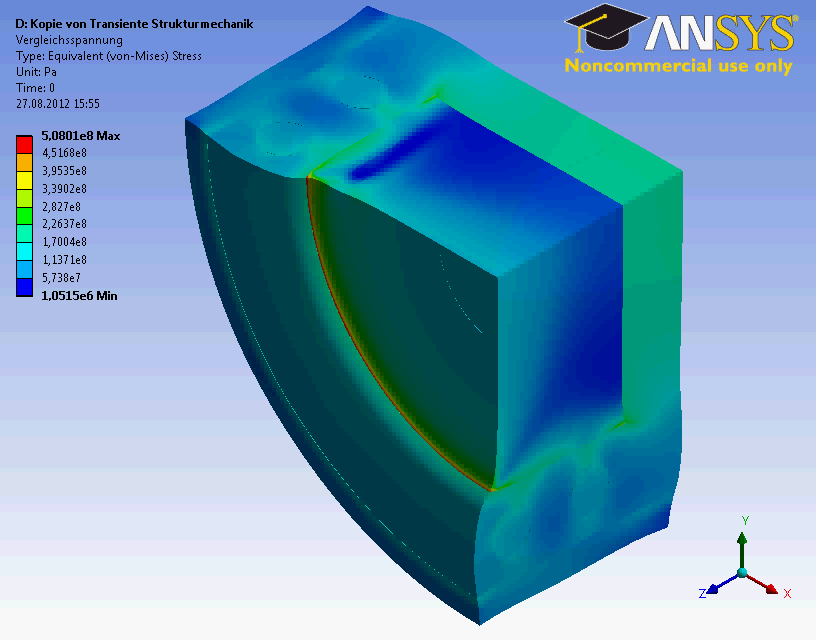 D: Kopie von Transiente Strukturmechanik
Vergleichsspannung
Type: Equivalent (von-Mises) Stress
Unit: Pa
Time: 0
27.08.2012 15:55
5,0801e8 Max
4,5168e8
3,9535e8
3,3902e8
2,827e8
2,2637e8
1,7004e8
1,1371e8
5,738e7
1,0515e6 Min
ANSYS®
Noncommercial use only
Y
Z
X